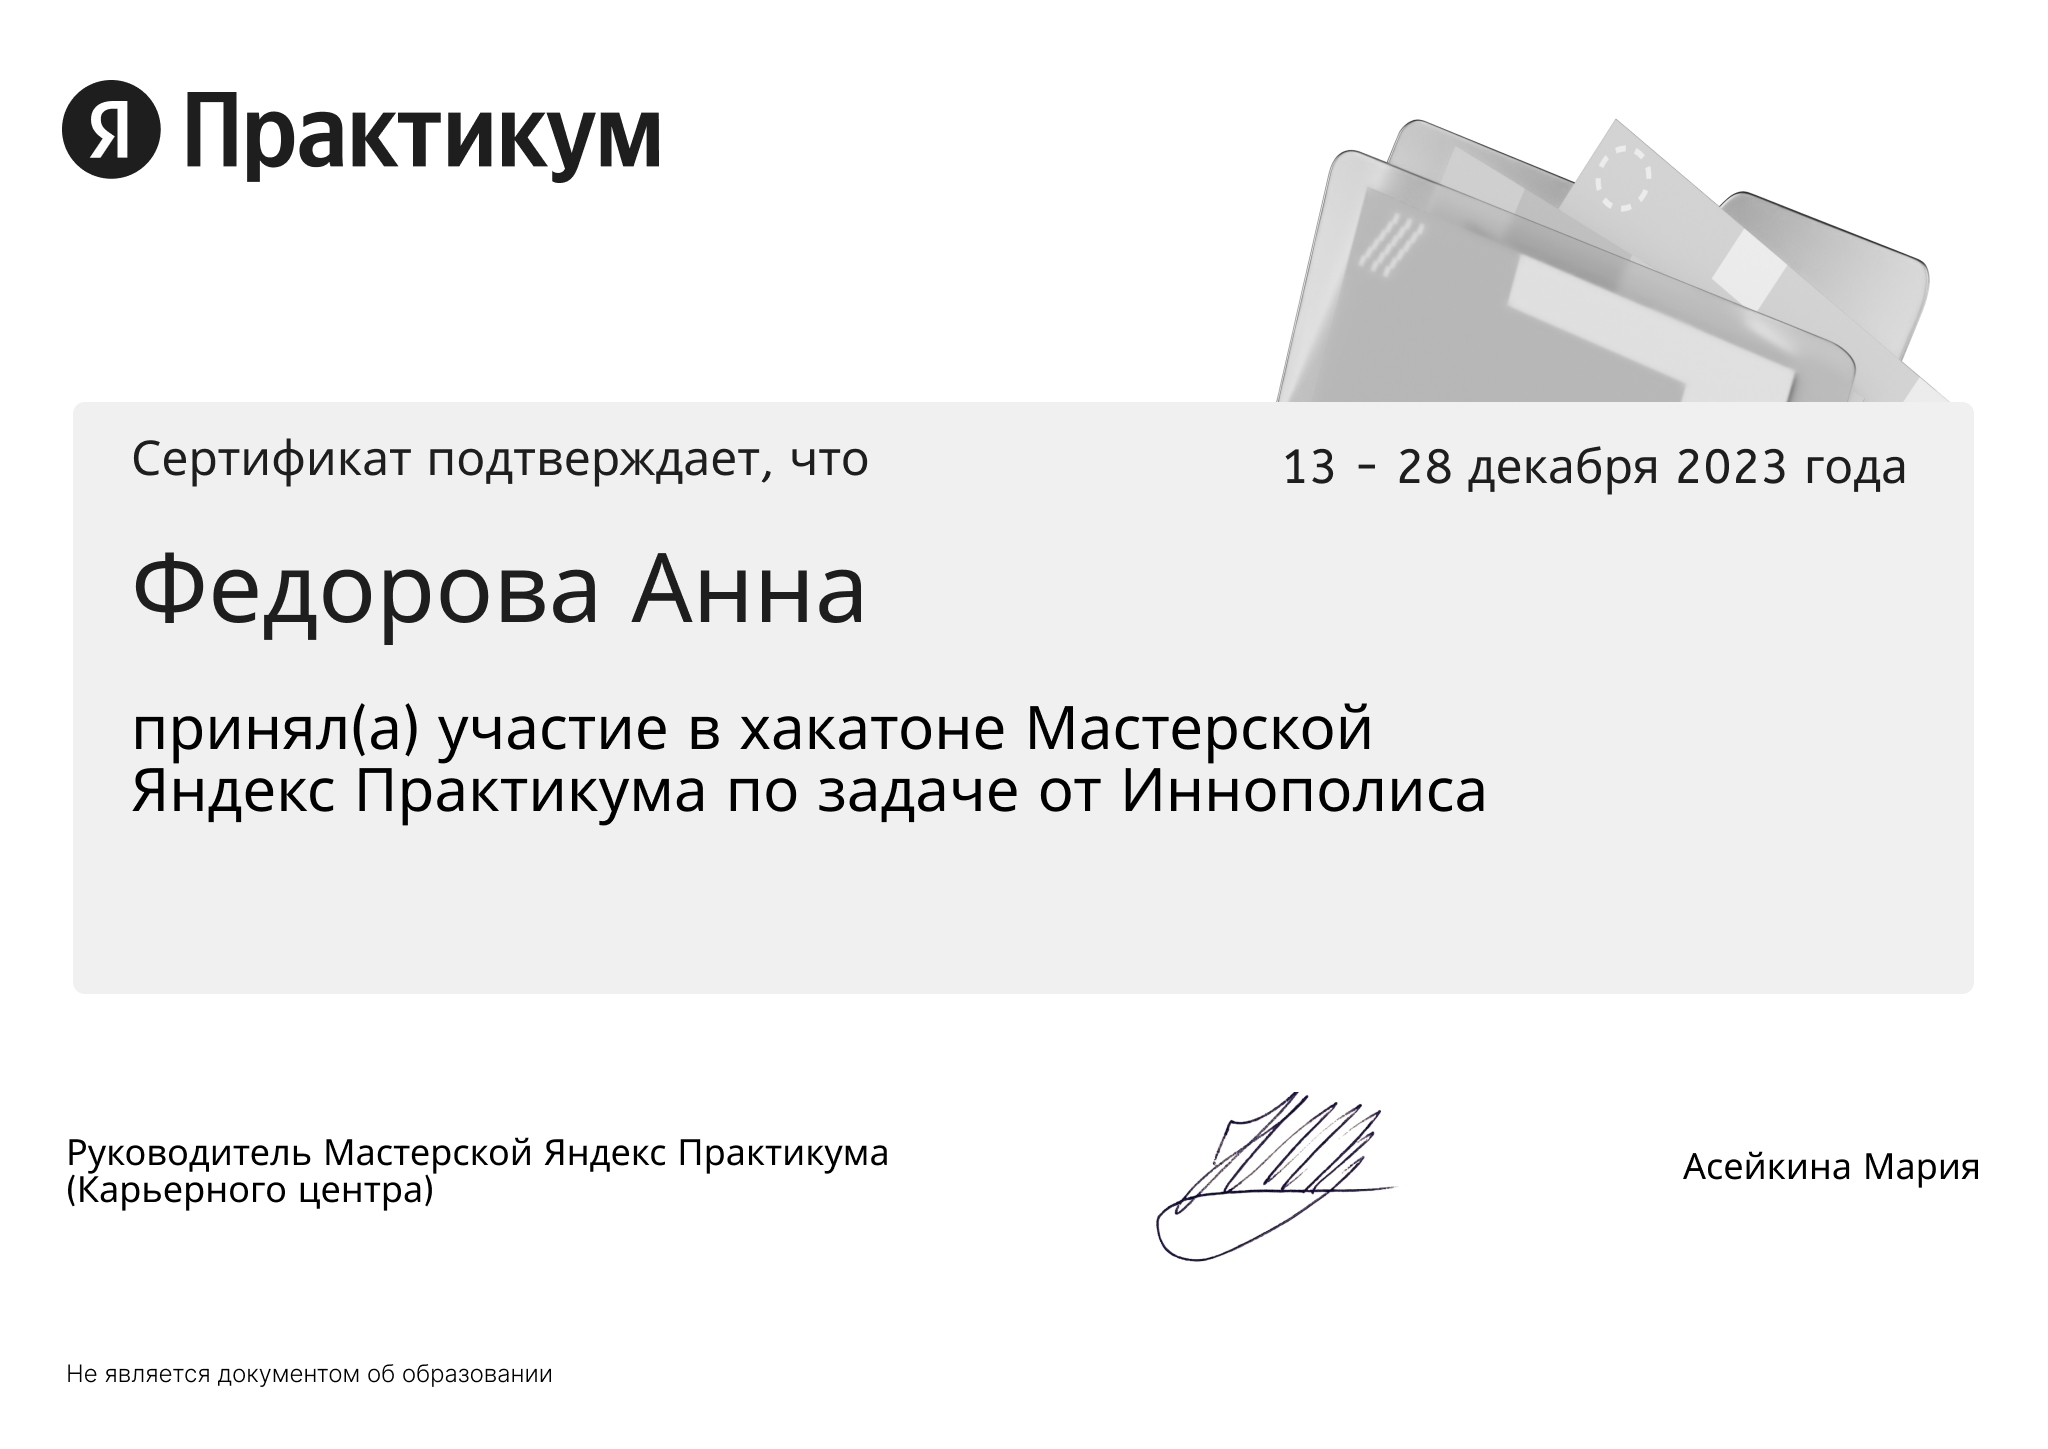 Я Практикум
Сертификат подтверждает, что
13 – 28 декабря 2023 года
Федорова Анна
принял(а) участие в хакатоне Мастерской
Яндекс Практикума по задаче от Иннополиса
Руководитель Мастерской Яндекс Практикума
(Карьерного центра)
Асейкина Мария
Не является документом об образовании